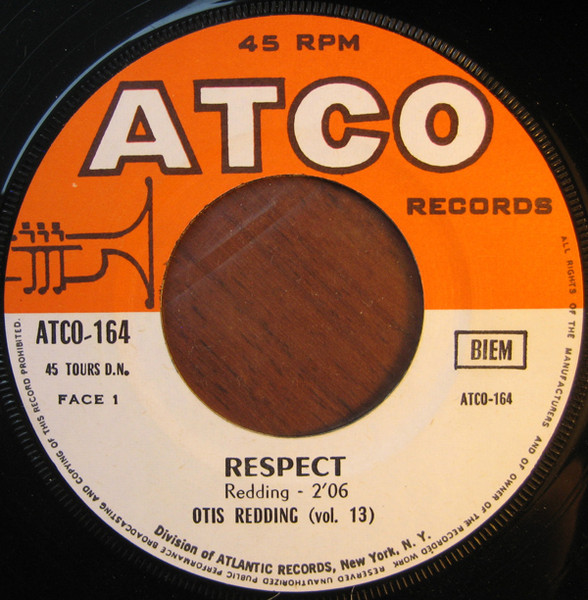 45 RPM
ATCO
RECORDS
ATCO-164
45 TOURS D.N.
FACE 1
BIEM
ATCO-164
RESPECT
Redding - 2'06
OTIS REDDING (vol. 13)
Division of ATLANTIC RECORDS, New York, N. Y.
ALL RIGHTS OF THE MANUFACTURERS AND OF OWNER OF THE RECORDED WORK RESERVED UNAUTHORIZED PUBLIC PERFORMANCE BROADCASTING AND COPYING OF THIS RECORD PROHIBITED.